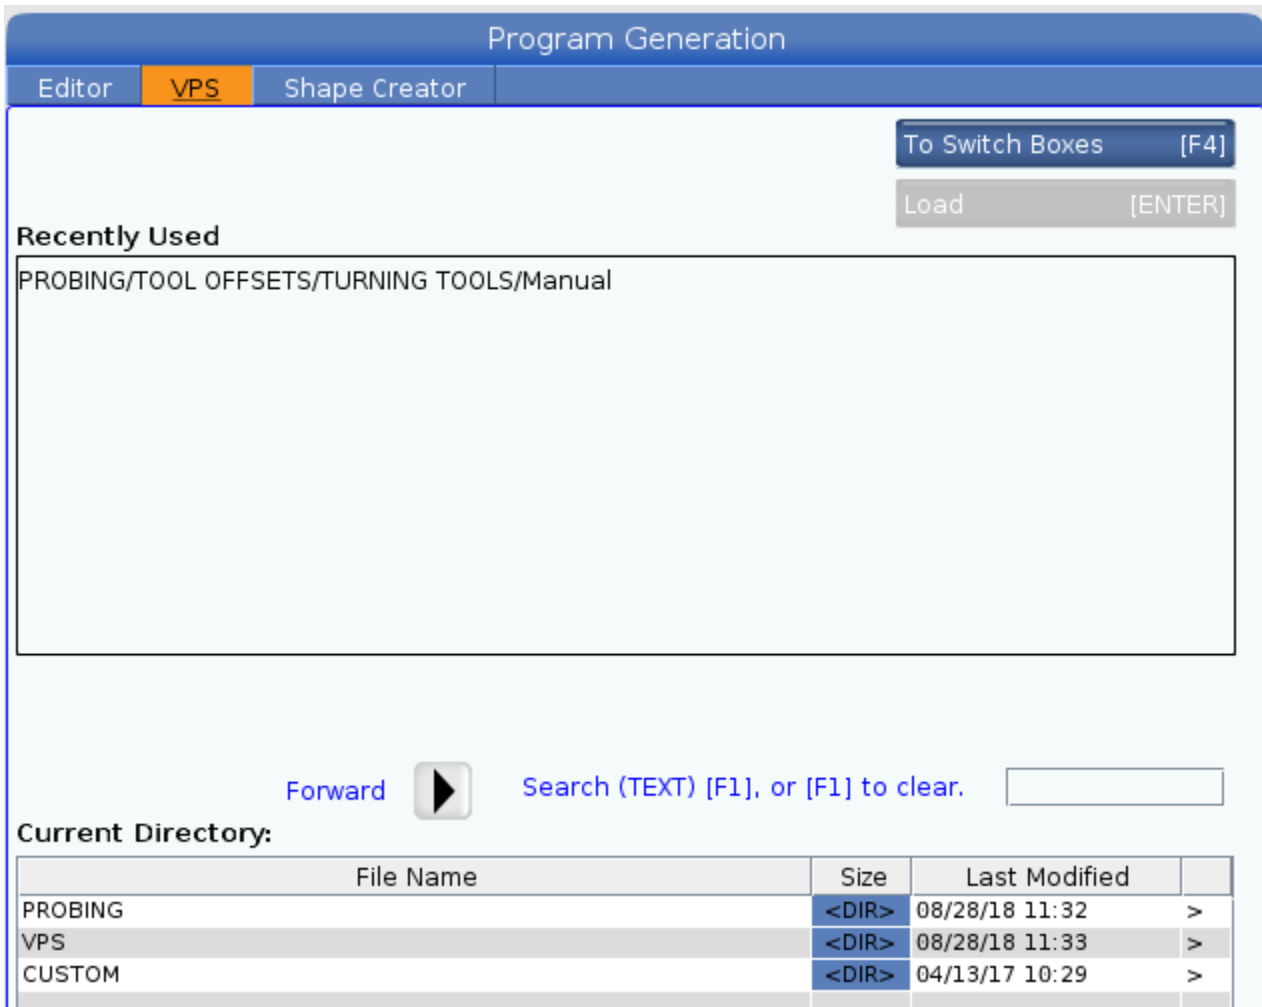 Program Generation
Editor VPS Shape Creator
To Switch Boxes [F4]
Load [ENTER]
Recently Used
PROBING/TOOL OFFSETS/TURNING TOOLS/Manual
Forward Search (TEXT) [F1], or [F1] to clear.
Current Directory:
File Name Size Last Modified
PROBING <DIR> 08/28/18 11:32 >
VPS <DIR> 08/28/18 11:33 >
CUSTOM <DIR> 04/13/17 10:29 >